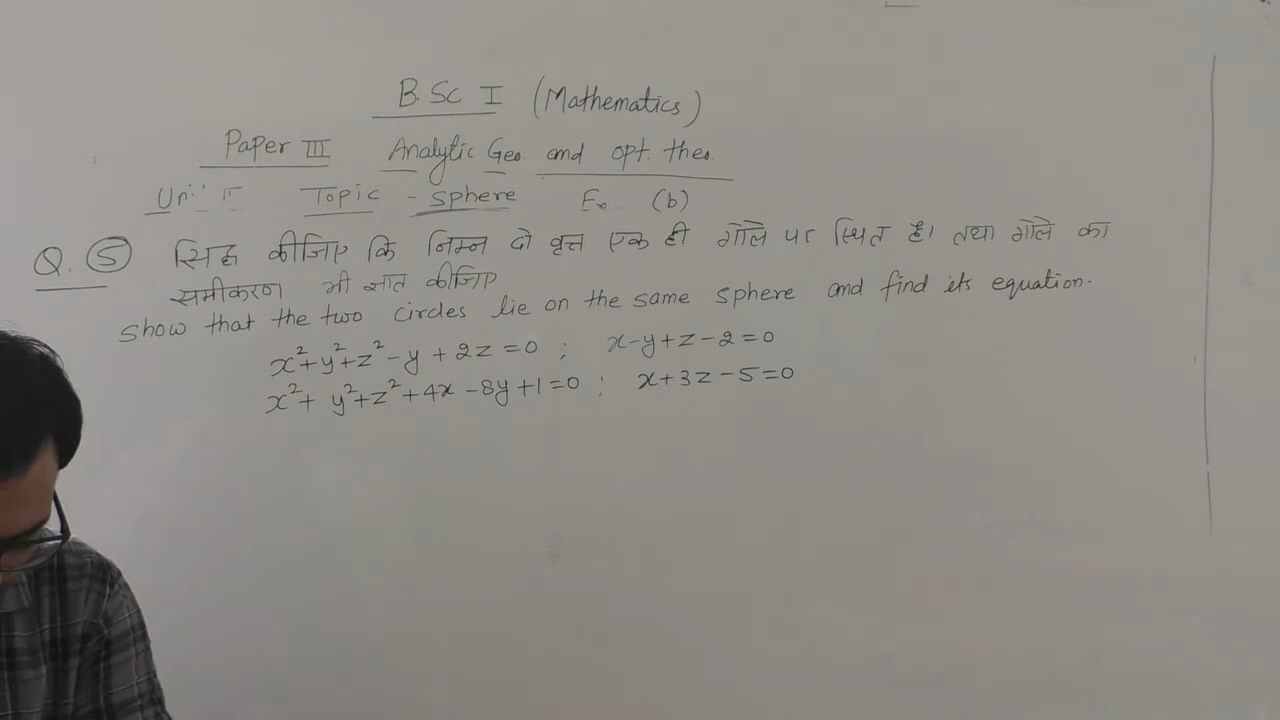 B.Sc I (Mathematics)
Paper III Analytic Geo. and opt. theo.
Unit Topic - Sphere Ex. (b)
Q. 5 सिद्ध कीजिए कि निम्न दो वृत्त एक ही गोले पर स्थित है। तथा गोले का
समीकरण भी ज्ञात कीजिए
Show that the two circles lie on the same sphere and find its equation.
x²+y²+z²-y+2z=0 ; x-y+z-2=0
x²+y²+z²+4x-8y+1=0 ; x+3z-5=0